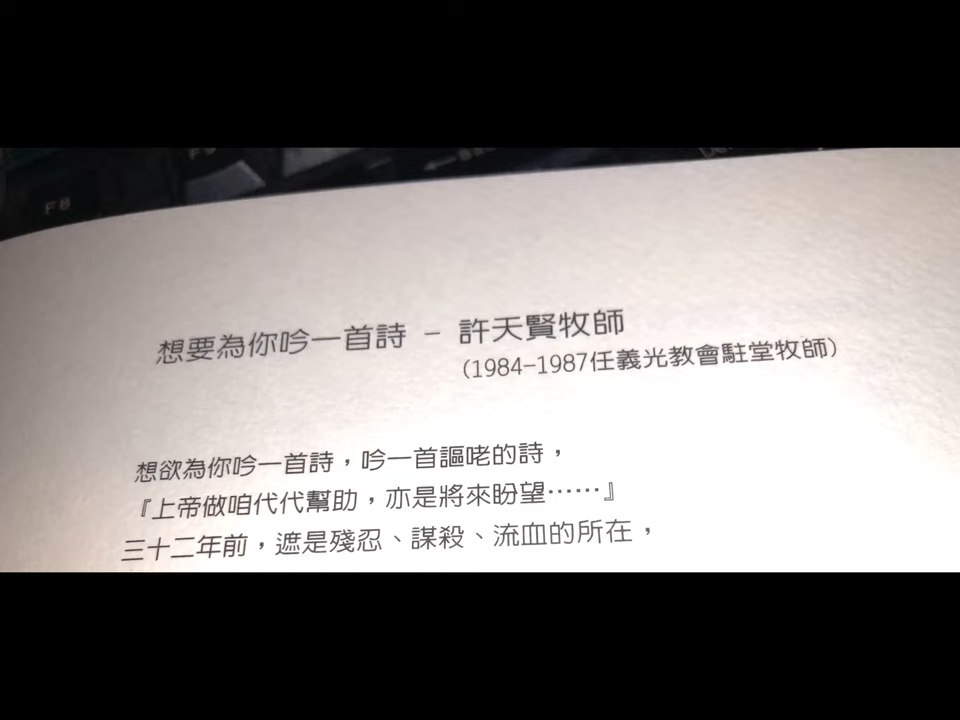 F8
想要為你吟一首詩 – 許天賢牧師
(1984-1987任義光教會駐堂牧師)
想欲為你吟一首詩，吟一首謳咾的詩，
『上帝做咱代代幫助，亦是將來盼望……』
三十二年前，遮是殘忍、謀殺、流血的所在，